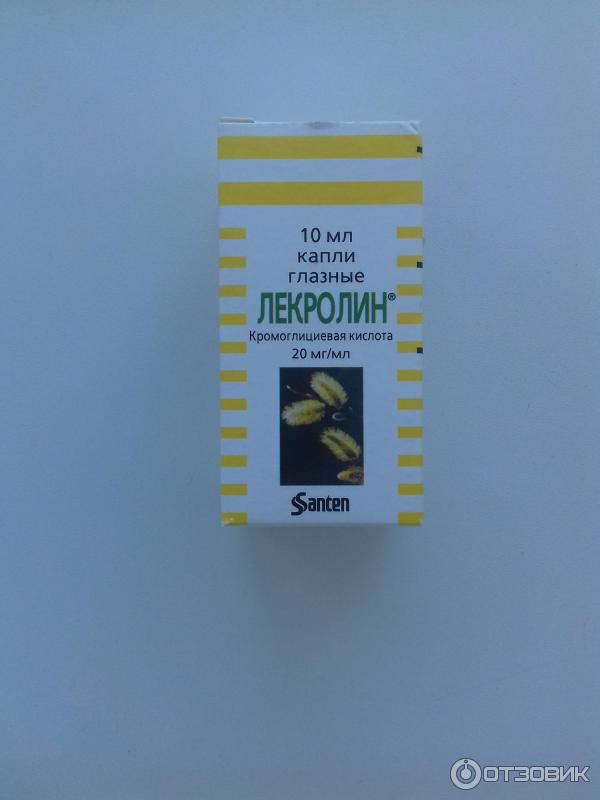 10 мл
капли
глазные
ЛЕКРОЛИН®
Кромоглициевая кислота
20 мг/мл
Santen
ОТЗОВИК